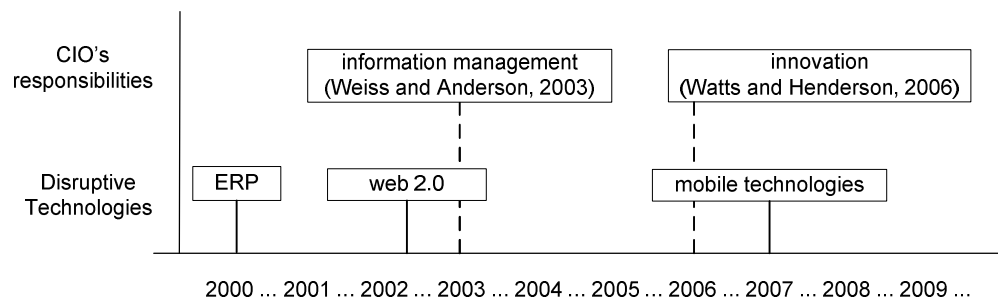 CIO's
responsibilities
information management
(Weiss and Anderson, 2003)
innovation
(Watts and Henderson, 2006)
Disruptive
Technologies
ERP
web 2.0
mobile technologies
2000 ... 2001 ... 2002 ... 2003 ... 2004 ... 2005 ... 2006 ... 2007 ... 2008 ... 2009 ...